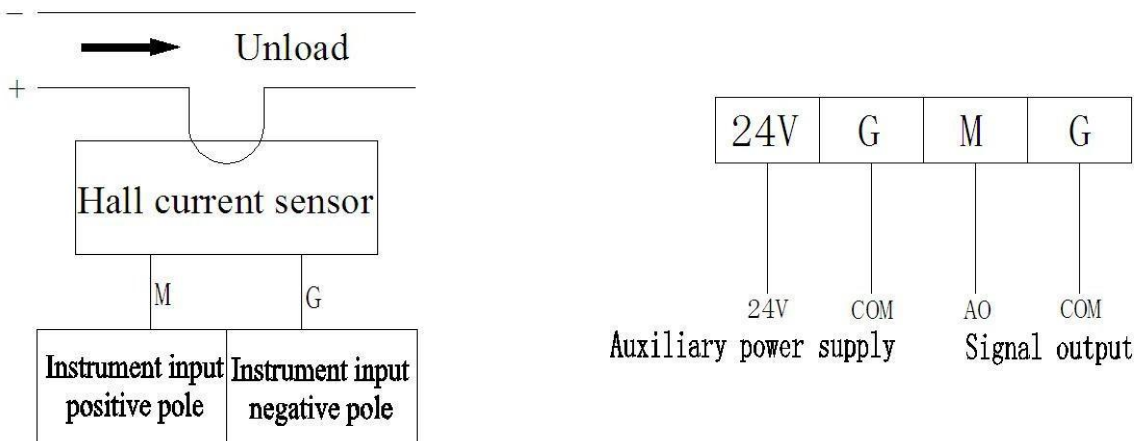 −
Unload
+
Hall current sensor
M G
Instrument input positive pole
Instrument input negative pole
24V G M G
24V COM AO COM
Auxiliary power supply Signal output